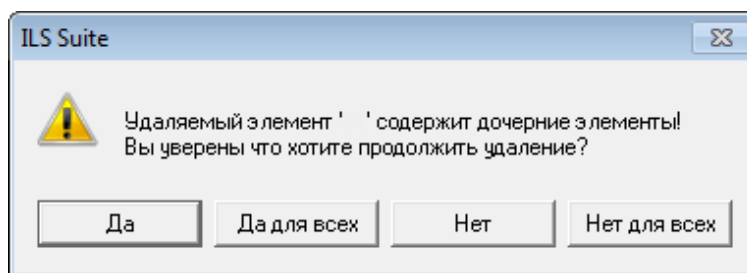 ILS Suite
Удаляемый элемент ' ' содержит дочерние элементы!
Вы уверены что хотите продолжить удаление?
Да
Да для всех
Нет
Нет для всех